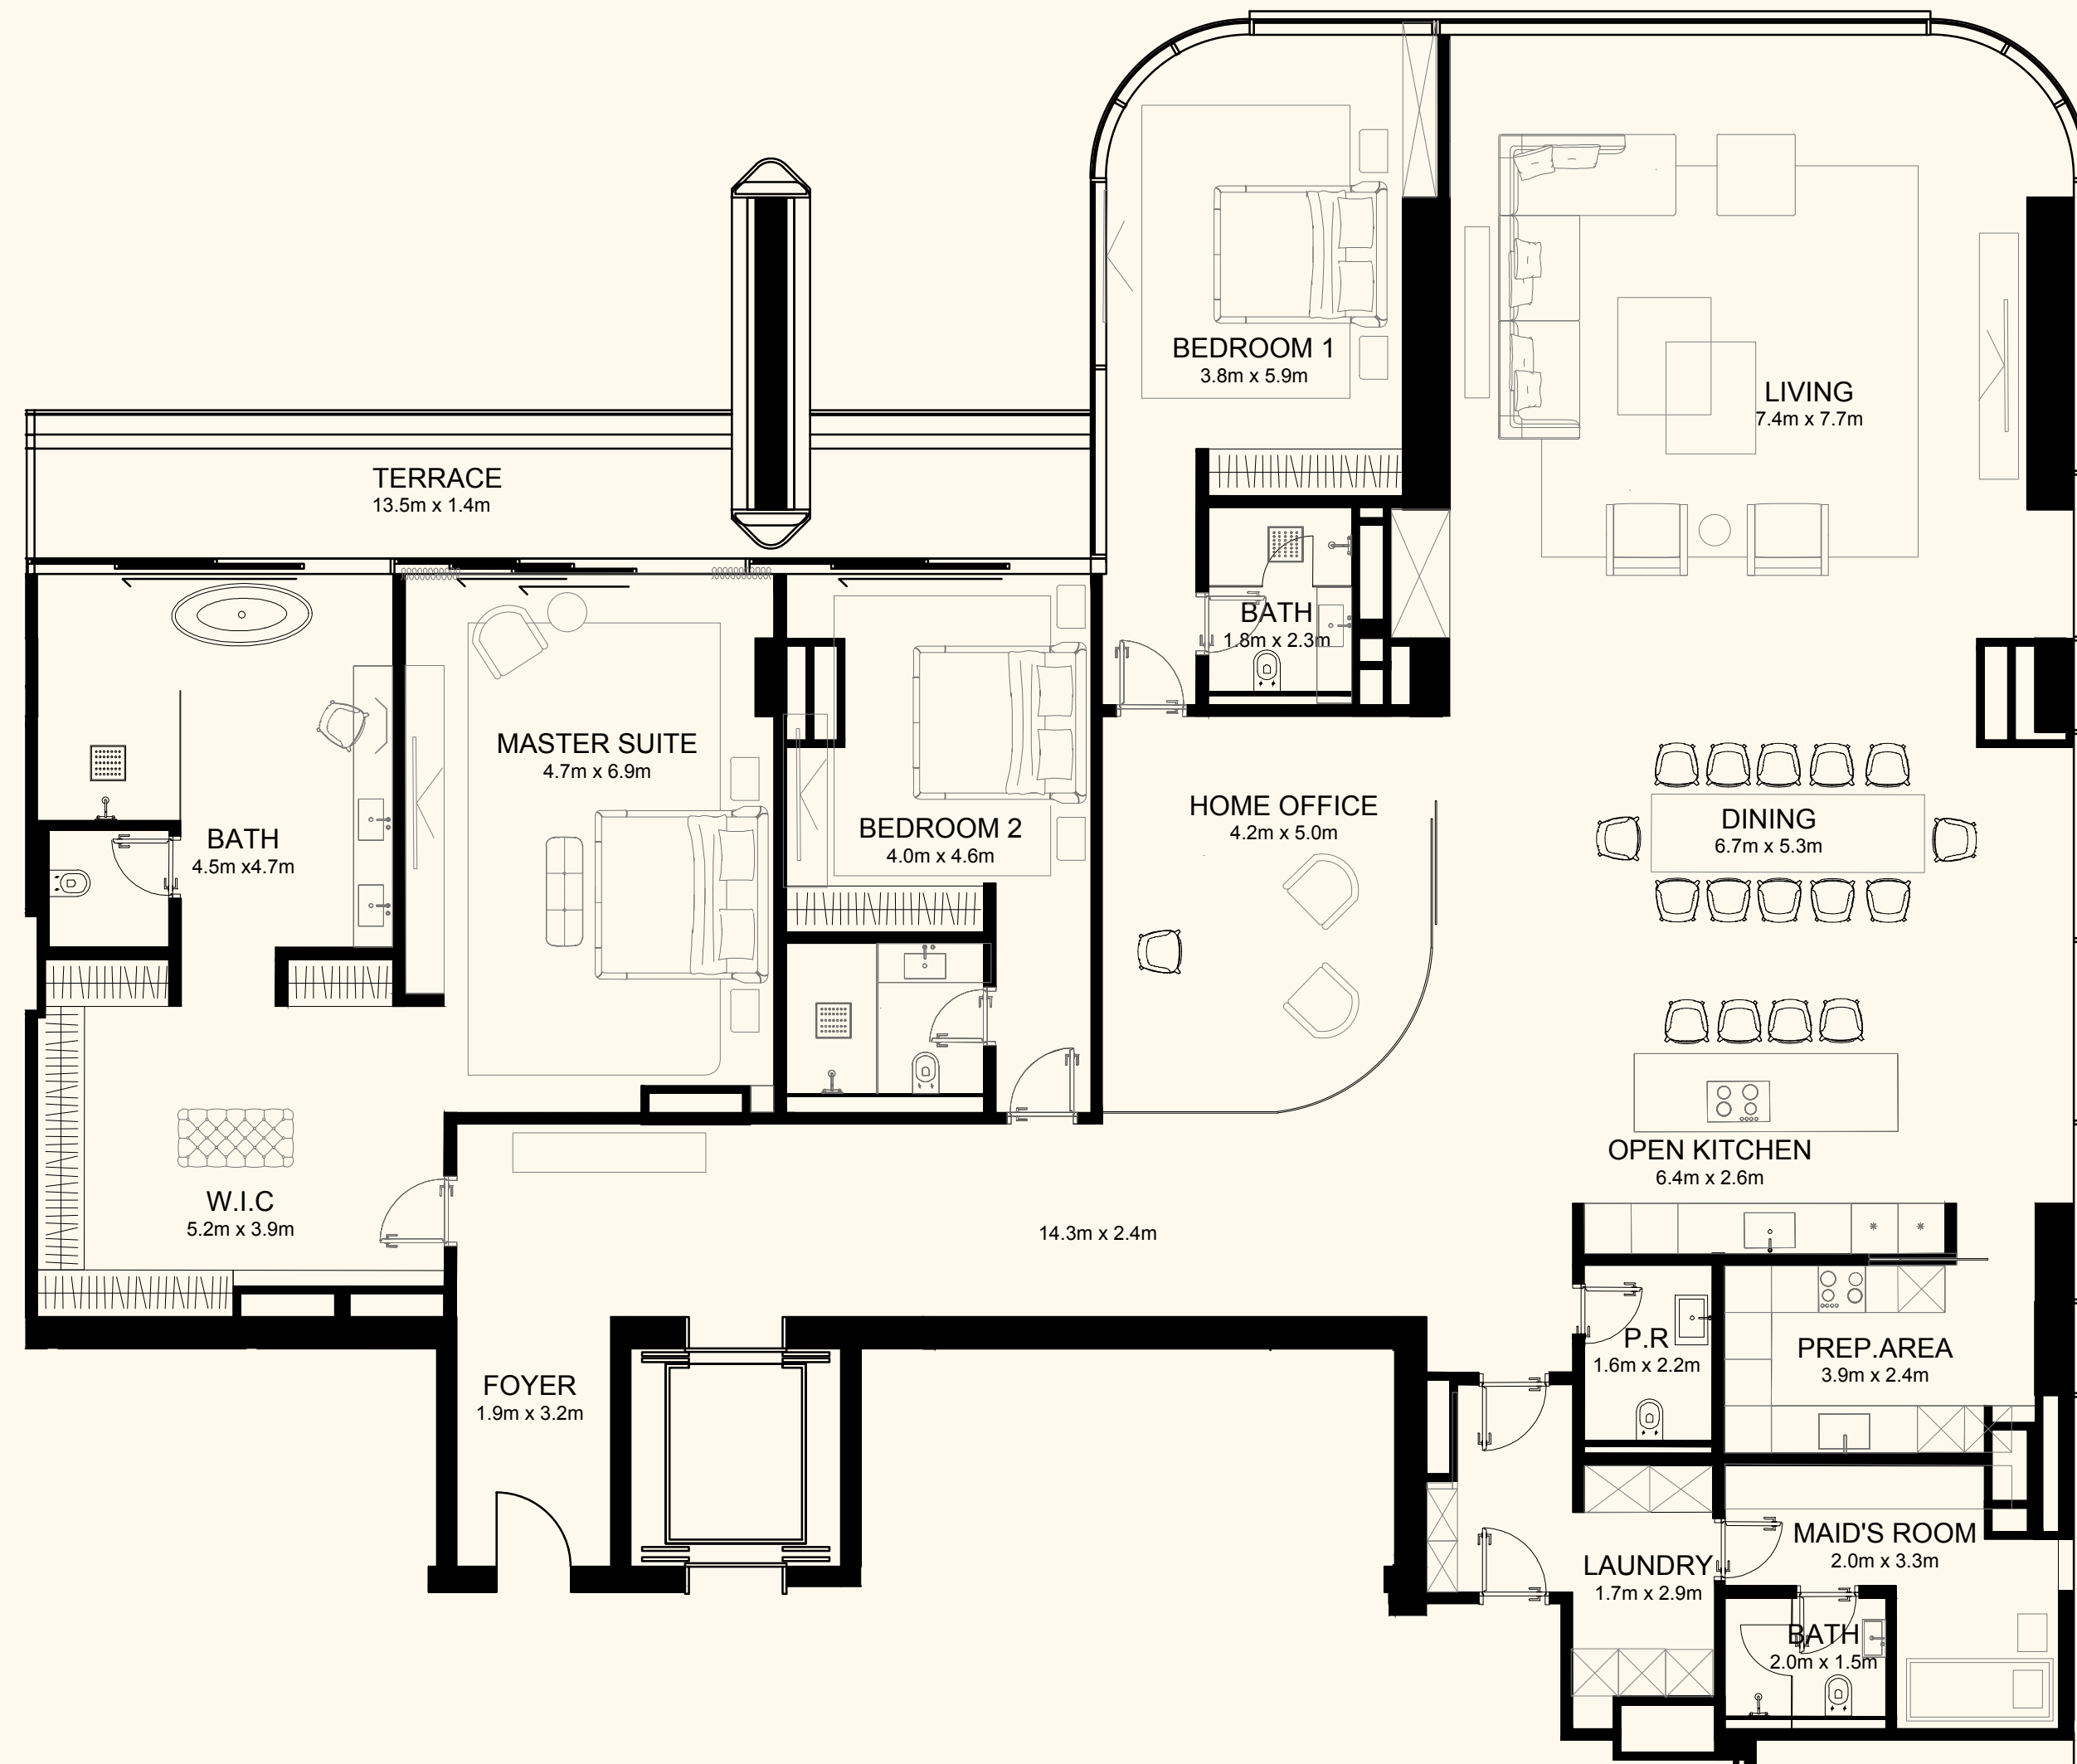 BEDROOM 1
3.8m x 5.9m
LIVING
7.4m x 7.7m
TERRACE
13.5m x 1.4m
BATH
1.8m x 2.3m
MASTER SUITE
4.7m x 6.9m
HOME OFFICE
4.2m x 5.0m
DINING
6.7m x 5.3m
BEDROOM 2
4.0m x 4.6m
BATH
4.5m x4.7m
OPEN KITCHEN
6.4m x 2.6m
W.I.C
5.2m x 3.9m
14.3m x 2.4m
P.R
1.6m x 2.2m
PREP.AREA
3.9m x 2.4m
FOYER
1.9m x 3.2m
MAID'S ROOM
2.0m x 3.3m
LAUNDRY
1.7m x 2.9m
BATH
2.0m x 1.5m